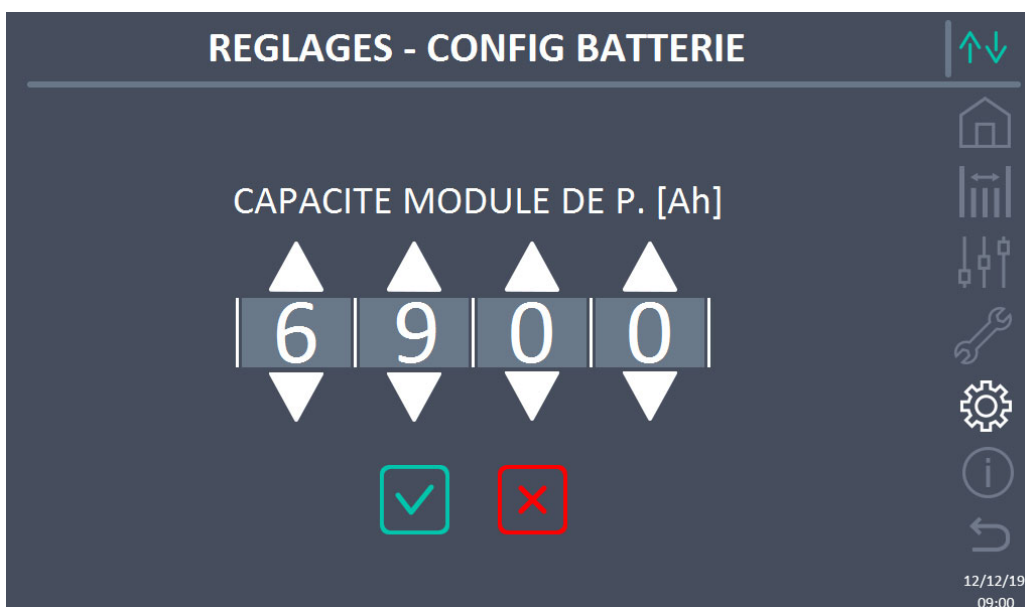 REGLAGES - CONFIG BATTERIE
CAPACITE MODULE DE P. [Ah]
6 9 0 0
12/12/19
09:00